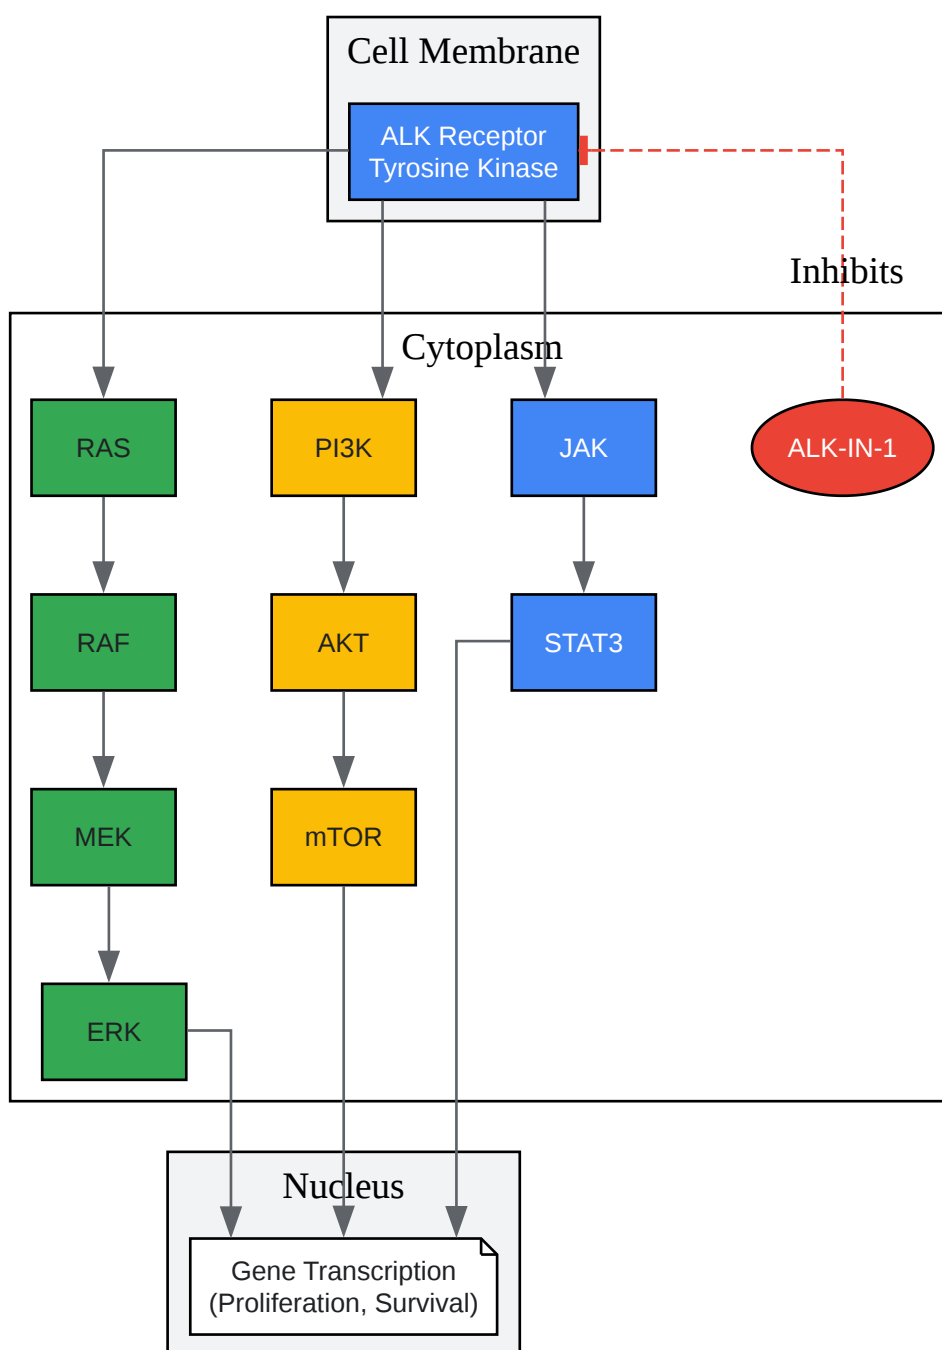 Cell Membrane
ALK Receptor
Tyrosine Kinase
Inhibits
Cytoplasm
RAS
PI3K
JAK
ALK-IN-1
RAF
AKT
STAT3
MEK
mTOR
ERK
Nucleus
Gene Transcription
(Proliferation, Survival)